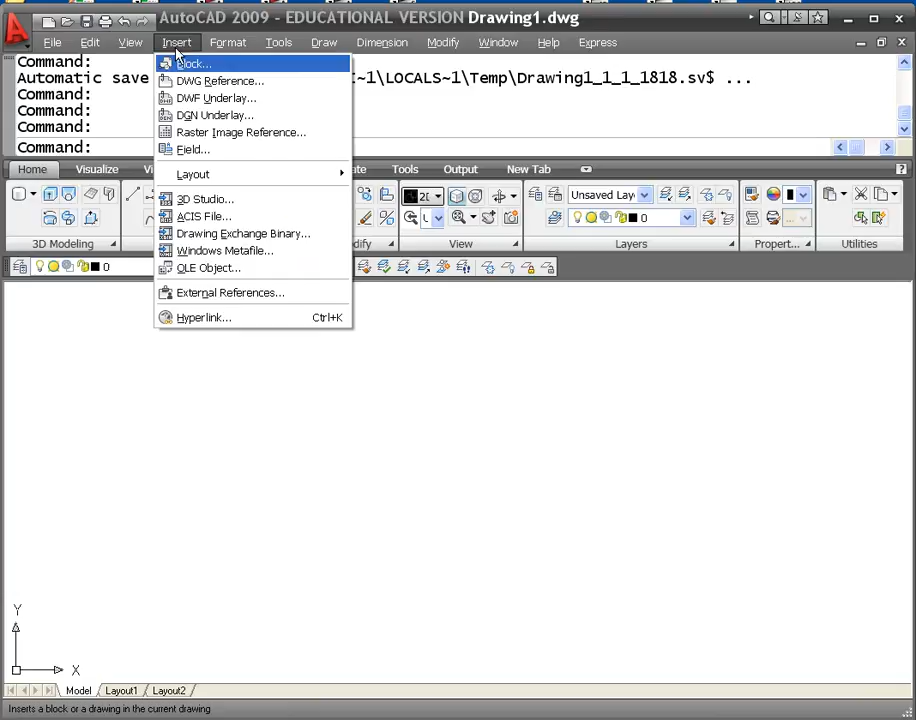 AutoCAD 2009 - EDUCATIONAL VERSION Drawing1.dwg
File Edit View Insert Format Tools Draw Dimension Modify Window Help Express
Command:
Automatic save ~1\LOCALS~1\Temp\Drawing1_1_1_1818.sv$ ...
Command:
Command:
Command:
Command:
Block...
DWG Reference...
DWF Underlay...
DGN Underlay...
Raster Image Reference...
Field...
Layout
3D Studio...
ACIS File...
Drawing Exchange Binary...
Windows Metafile...
OLE Object...
External References...
Hyperlink... Ctrl+K
Home Visualize Tools Output New Tab
Unsaved Lay
0
3D Modeling View Layers Propert... Utilities
0
Y
X
Model Layout1 Layout2
Inserts a block or a drawing in the current drawing